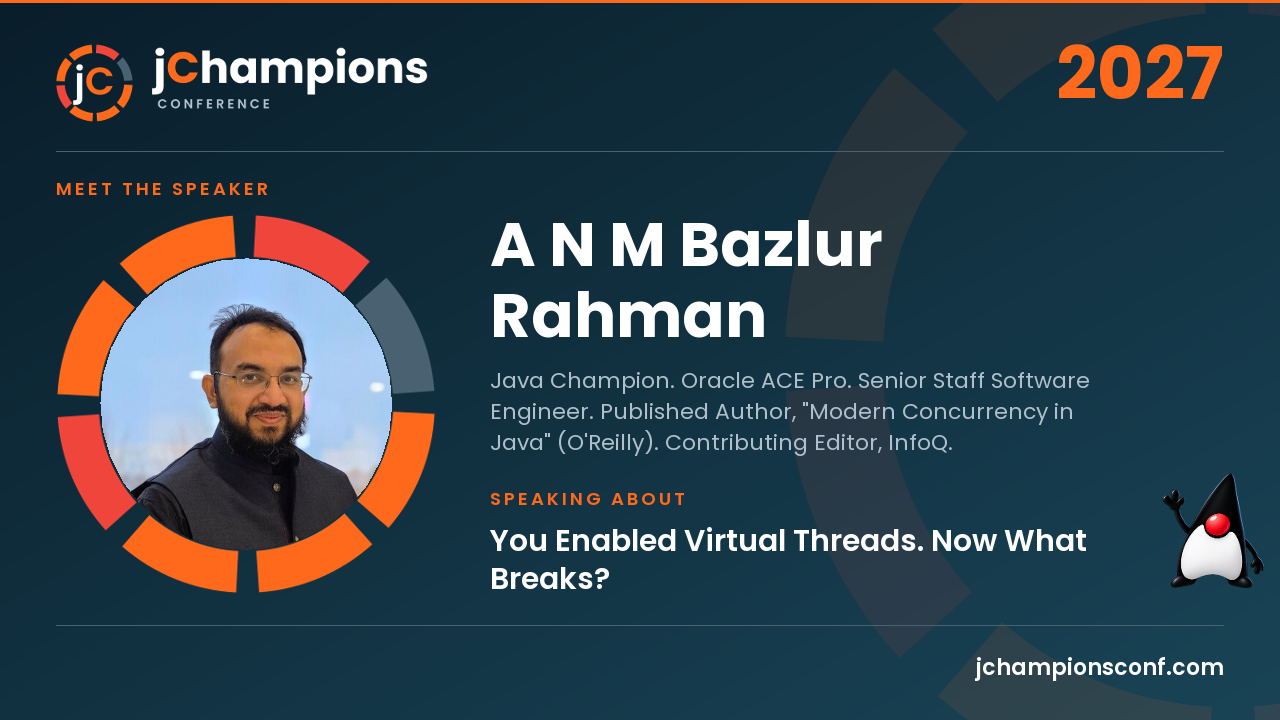 jC
jChampions
CONFERENCE
2027
MEET THE SPEAKER
A N M Bazlur
Rahman
Java Champion. Oracle ACE Pro. Senior Staff Software
Engineer. Published Author, "Modern Concurrency in
Java" (O'Reilly). Contributing Editor, InfoQ.
SPEAKING ABOUT
You Enabled Virtual Threads. Now What
Breaks?
jchampionsconf.com